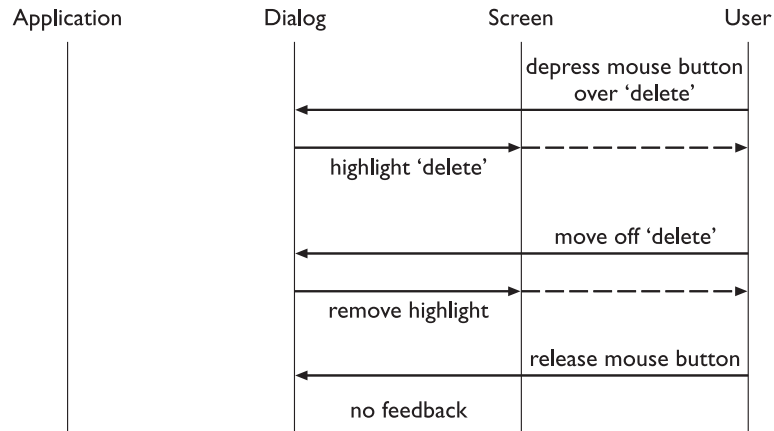 Application Dialog Screen User
depress mouse button
over ‘delete’
highlight ‘delete’
move off ‘delete’
remove highlight
release mouse button
no feedback